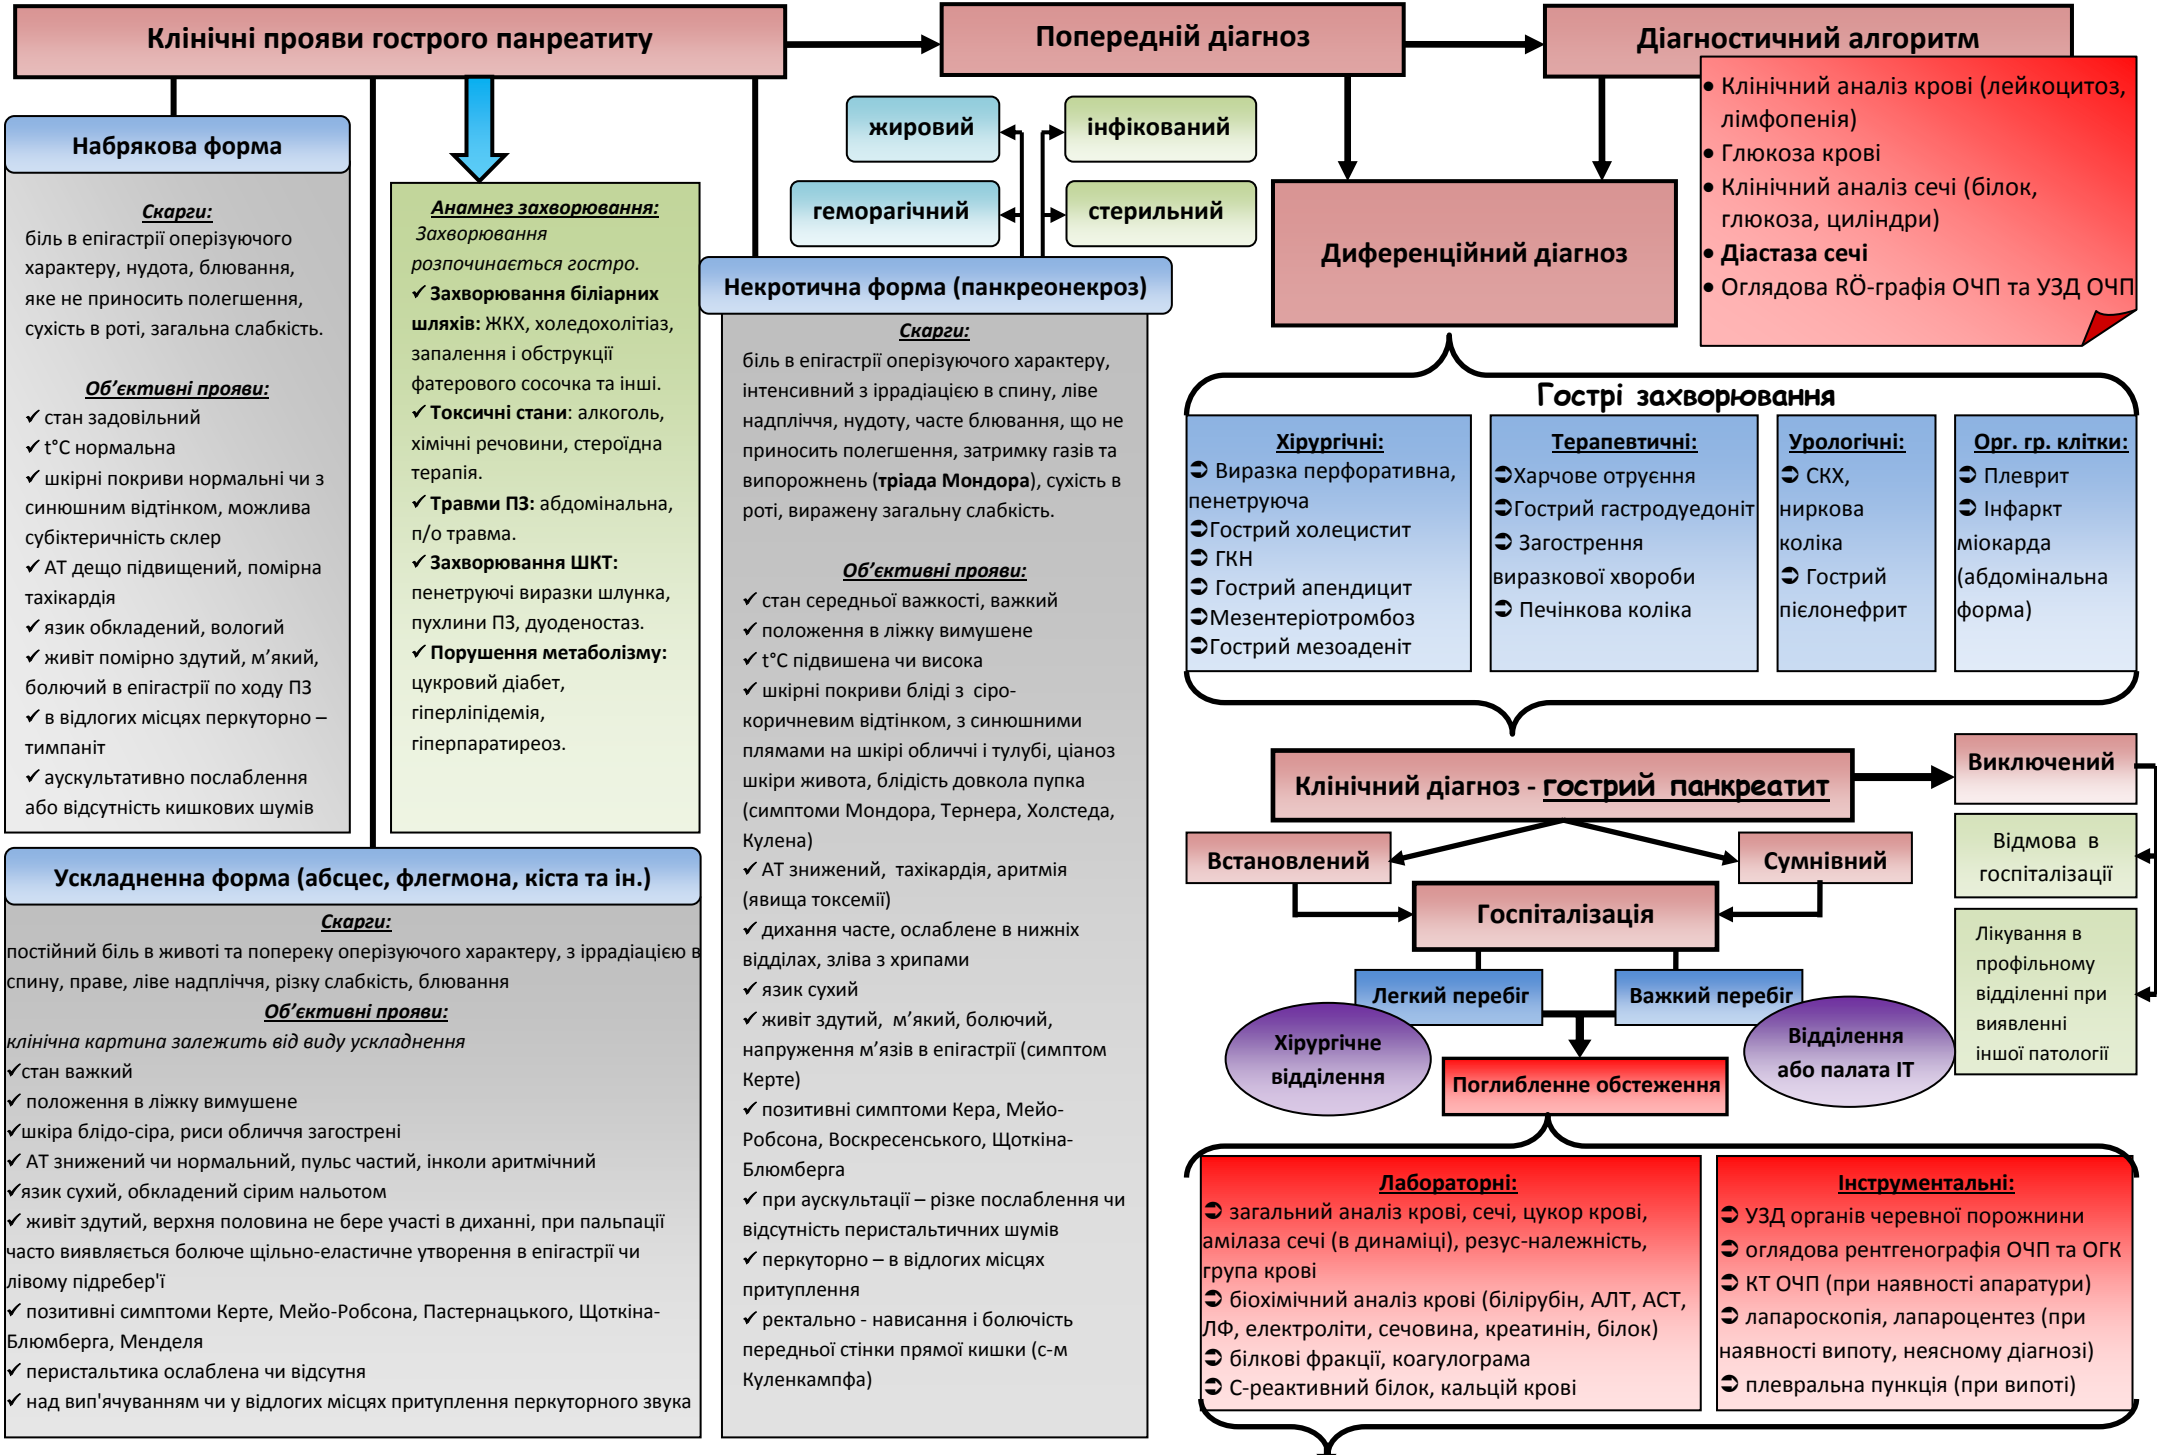 Клінічні прояви гострого панреатиту
Попередній діагноз
Діагностичний алгоритм
• Клінічний аналіз крові (лейкоцитоз,
лімфопенія)
• Глюкоза крові
• Клінічний аналіз сечі (білок,
глюкоза, циліндри)
• Діастаза сечі
• Оглядова RÖ-графія ОЧП та УЗД ОЧП
Набрякова форма
Скарги:
біль в епігастрії оперізуючого
характеру, нудота, блювання,
яке не приносить полегшення,
сухість в роті, загальна слабкість.
Об’єктивні прояви:
✓ стан задовільний
✓ t°C нормальна
✓ шкірні покриви нормальні чи з
синюшним відтінком, можлива
субіктеричність склер
✓ АТ дещо підвищений, помірна
тахікардія
✓ язик обкладений, вологий
✓ живіт помірно здутий, м’який,
болючий в епігастрії по ходу ПЗ
✓ в відлогих місцях перкуторно –
тимпаніт
✓ аускультативно послаблення
або відсутність кишкових шумів
Анамнез захворювання:
Захворювання
розпочинається гостро.
✓ Захворювання біліарних
шляхів: ЖКХ, холедохолітіаз,
запалення і обструкції
фатерового сосочка та інші.
✓ Токсичні стани: алкоголь,
хімічні речовини, стероїдна
терапія.
✓ Травми ПЗ: абдомінальна,
п/о травма.
✓ Захворювання ШКТ:
пенетруючі виразки шлунка,
пухлини ПЗ, дуоденостаз.
✓ Порушення метаболізму:
цукровий діабет,
гіперліпідемія,
гіперпаратиреоз.
жировий
інфікований
геморагічний
стерильний
Некротична форма (панкреонекроз)
Скарги:
біль в епігастрії оперізуючого характеру,
інтенсивний з іррадіацією в спину, ліве
надпліччя, нудоту, часте блювання, що не
приносить полегшення, затримку газів та
випорожнень (тріада Мондора), сухість в
роті, виражену загальну слабкість.
Об’єктивні прояви:
✓ стан середньої важкості, важкий
✓ положення в ліжку вимушене
✓ t°C підвишена чи висока
✓ шкірні покриви бліді з сіро-
коричневим відтінком, з синюшними
плямами на шкірі обличчі і тулубі, ціаноз
шкіри живота, блідість довкола пупка
(симптоми Мондора, Тернера, Холстеда,
Кулена)
✓ АТ знижений, тахікардія, аритмія
(явища токсемії)
✓ дихання часте, ослаблене в нижніх
відділах, зліва з хрипами
✓ язик сухий
✓ живіт здутий, м’який, болючий,
напруження м’язів в епігастрії (симптом
Керте)
✓ позитивні симптоми Кера, Мейо-
Робсона, Воскресенського, Щоткіна-
Блюмберга
✓ при аускультації – різке послаблення чи
відсутність перистальтичних шумів
✓ перкуторно – в відлогих місцях
притуплення
✓ ректально - нависання і болючість
передньої стінки прямої кишки (с-м
Куленкампфа)
Ускладненна форма (абсцес, флегмона, кіста та ін.)
Скарги:
постійний біль в животі та попереку оперізуючого характеру, з іррадіацією в
спину, праве, ліве надпліччя, різку слабкість, блювання
Об’єктивні прояви:
клінічна картина залежить від виду ускладнення
✓ стан важкий
✓ положення в ліжку вимушене
✓ шкіра блідо-сіра, риси обличчя загострені
✓ АТ знижений чи нормальний, пульс частий, інколи аритмічний
✓ язик сухий, обкладений сірим нальотом
✓ живіт здутий, верхня половина не бере участі в диханні, при пальпації
часто виявляється болюче щільно-еластичне утворення в епігастрії чи
лівому підребер'ї
✓ позитивні симптоми Керте, Мейо-Робсона, Пастернацького, Щоткіна-
Блюмберга, Менделя
✓ перистальтика ослаблена чи відсутня
✓ над вип'ячуванням чи у відлогих місцях притуплення перкуторного звука
Диференційний діагноз
Гострі захворювання
Хірургічні:
➲ Виразка перфоративна,
пенетруюча
➲ Гострий холецистит
➲ ГКН
➲ Гострий апендицит
➲ Мезентеріотромбоз
➲ Гострий мезоаденіт
Терапевтичні:
➲ Харчове отруєння
➲ Гострий гастродуедоніт
➲ Загострення
виразкової хвороби
➲ Печінкова коліка
Урологічні:
➲ СКХ,
ниркова
коліка
➲ Гострий
пієлонефрит
Орг. гр. клітки:
➲ Плеврит
➲ Інфаркт
міокарда
(абдомінальна
форма)
Клінічний діагноз - гострий панкреатит
Виключений
Відмова в
госпіталізації
Лікування в
профільному
відділенні при
виявленні
іншої патології
Встановлений
Сумнівний
Госпіталізація
Легкий перебіг
Важкий перебіг
Хірургічне
відділення
Відділення
або палата ІТ
Поглибленне обстеження
Лабораторні:
➲ загальний аналіз крові, сечі, цукор крові,
амілаза сечі (в динаміці), резус-належність,
група крові
➲ біохімічний аналіз крові (білірубін, АЛТ, АСТ,
ЛФ, електроліти, сечовина, креатинін, білок)
➲ білкові фракції, коагулограма
➲ С-реактивний білок, кальцій крові
Інструментальні:
➲ УЗД органів черевної порожнини
➲ оглядова рентгенографія ОЧП та ОГК
➲ КТ ОЧП (при наявності апаратури)
➲ лапароскопія, лапароцентез (при
наявності випоту, неясному діагнозі)
➲ плевральна пункція (при випоті)